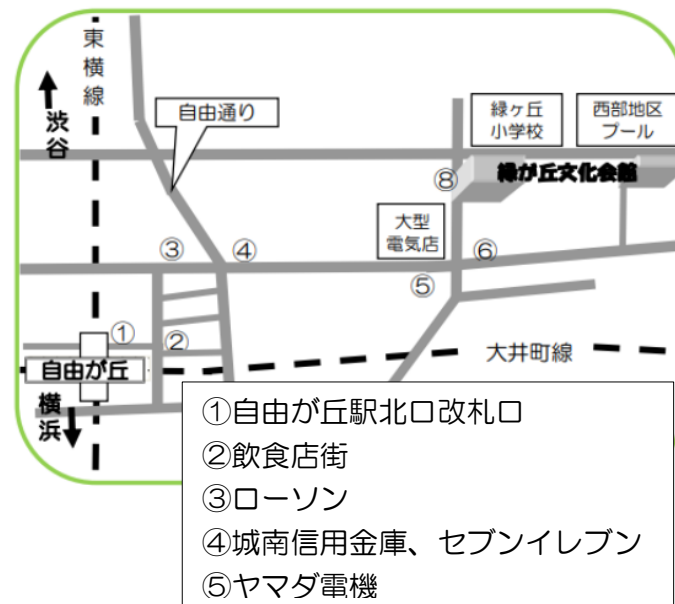 東横線
渋谷
自由通り
緑ヶ丘
小学校
西部地区
プール
緑が丘文化会館
⑧
大型
電気店
③
④
⑥
⑤
①
②
自由が丘
大井町線
横浜
①自由が丘駅北口改札口
②飲食店街
③ローソン
④城南信用金庫、セブンイレブン
⑤ヤマダ電機